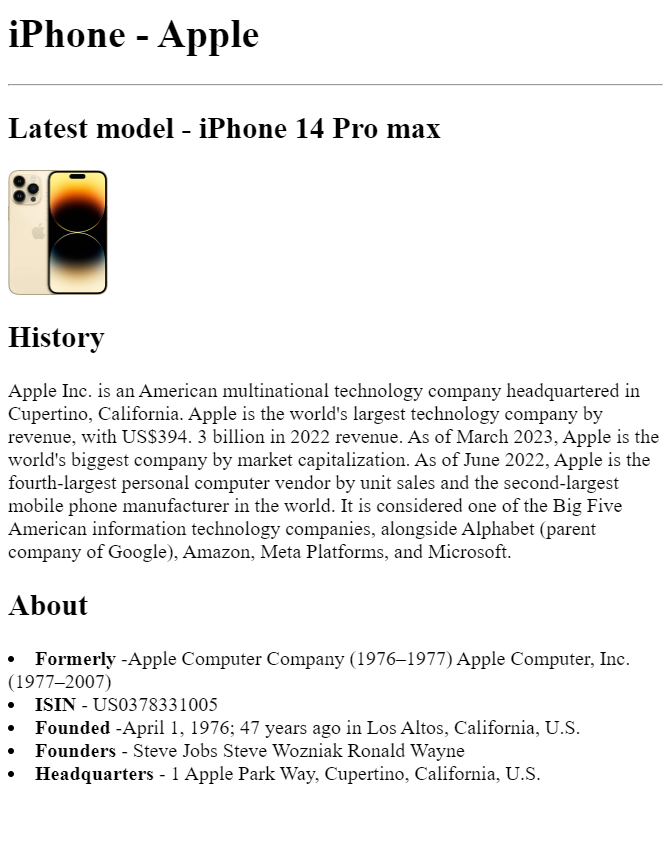 iPhone - Apple
Latest model - iPhone 14 Pro max
History
Apple Inc. is an American multinational technology company headquartered in
Cupertino, California. Apple is the world's largest technology company by
revenue, with US$394. 3 billion in 2022 revenue. As of March 2023, Apple is the
world's biggest company by market capitalization. As of June 2022, Apple is the
fourth-largest personal computer vendor by unit sales and the second-largest
mobile phone manufacturer in the world. It is considered one of the Big Five
American information technology companies, alongside Alphabet (parent
company of Google), Amazon, Meta Platforms, and Microsoft.
About
• Formerly -Apple Computer Company (1976–1977) Apple Computer, Inc.
(1977–2007)
• ISIN - US0378331005
• Founded -April 1, 1976; 47 years ago in Los Altos, California, U.S.
• Founders - Steve Jobs Steve Wozniak Ronald Wayne
• Headquarters - 1 Apple Park Way, Cupertino, California, U.S.